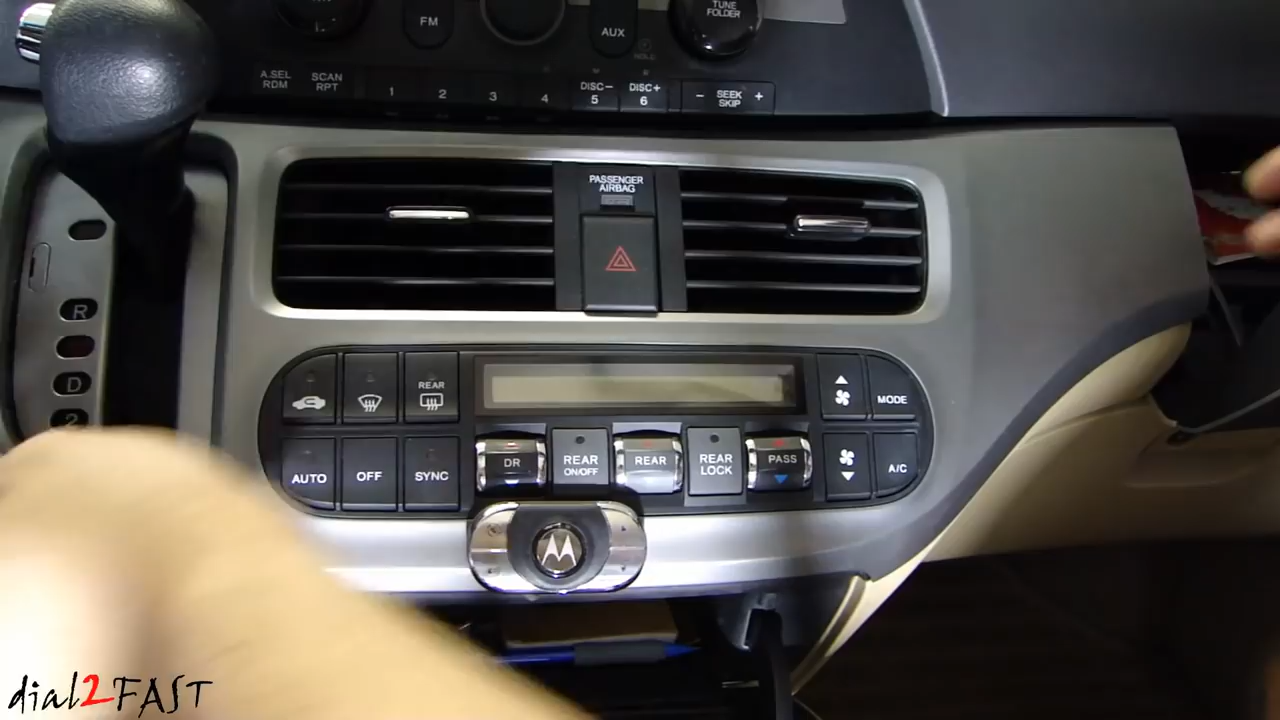 TUNE
FOLDER
FM
AUX
A.SEL
RDM
SCAN
RPT
1
2
3
4
DISC−
5
DISC+
6
− SEEK +
SKIP
PASSENGER
AIRBAG
R
D
2
REAR
MODE
AUTO
OFF
SYNC
DR
REAR
ON/OFF
REAR
REAR
LOCK
PASS
A/C
dial2FAST